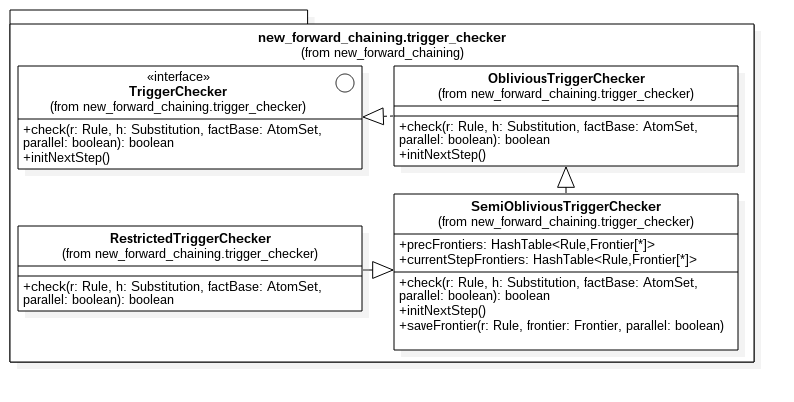 new_forward_chaining.trigger_checker
(from new_forward_chaining)
«interface»
TriggerChecker
(from new_forward_chaining.trigger_checker)
+check(r: Rule, h: Substitution, factBase: AtomSet,
parallel: boolean): boolean
+initNextStep()
ObliviousTriggerChecker
(from new_forward_chaining.trigger_checker)
+check(r: Rule, h: Substitution, factBase: AtomSet,
parallel: boolean): boolean
+initNextStep()
RestrictedTriggerChecker
(from new_forward_chaining.trigger_checker)
+check(r: Rule, h: Substitution, factBase: AtomSet,
parallel: boolean): boolean
SemiObliviousTriggerChecker
(from new_forward_chaining.trigger_checker)
+precFrontiers: HashTable<Rule,Frontier[*]>
+currentStepFrontiers: HashTable<Rule,Frontier[*]>
+check(r: Rule, h: Substitution, factBase: AtomSet,
parallel: boolean): boolean
+initNextStep()
+saveFrontier(r: Rule, frontier: Frontier, parallel: boolean)